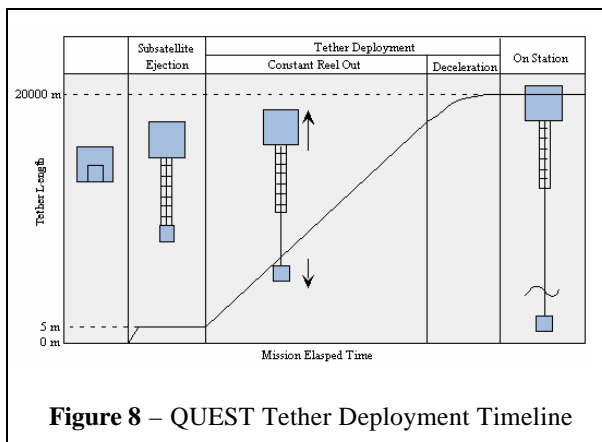 Subsatellite
Ejection
Tether Deployment
Constant Reel Out
Deceleration
On Station
20000 m
Tether Length
5 m
0 m
Mission Elasped Time
Figure 8 – QUEST Tether Deployment Timeline